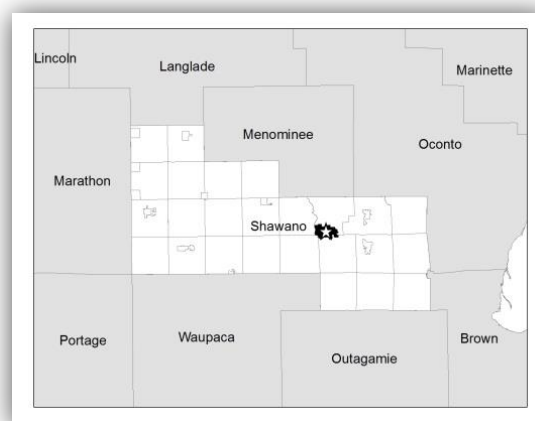 Lincoln
Langlade
Marinette
Menominee
Oconto
Marathon
Shawano
Portage
Waupaca
Brown
Outagamie